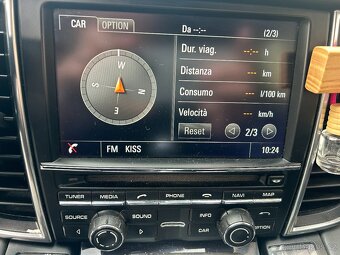 CAR OPTION
Da --:-- (2/3)
Dur. viag. --:-- h
Distanza --- km
Consumo --.- l/100 km
Velocità --- km/h
Reset 2/3
W
S N
E
FM KISS 10:24
TUNER MEDIA PHONE NAVI MAP
SOURCE SOUND INFO
CAR OPTION